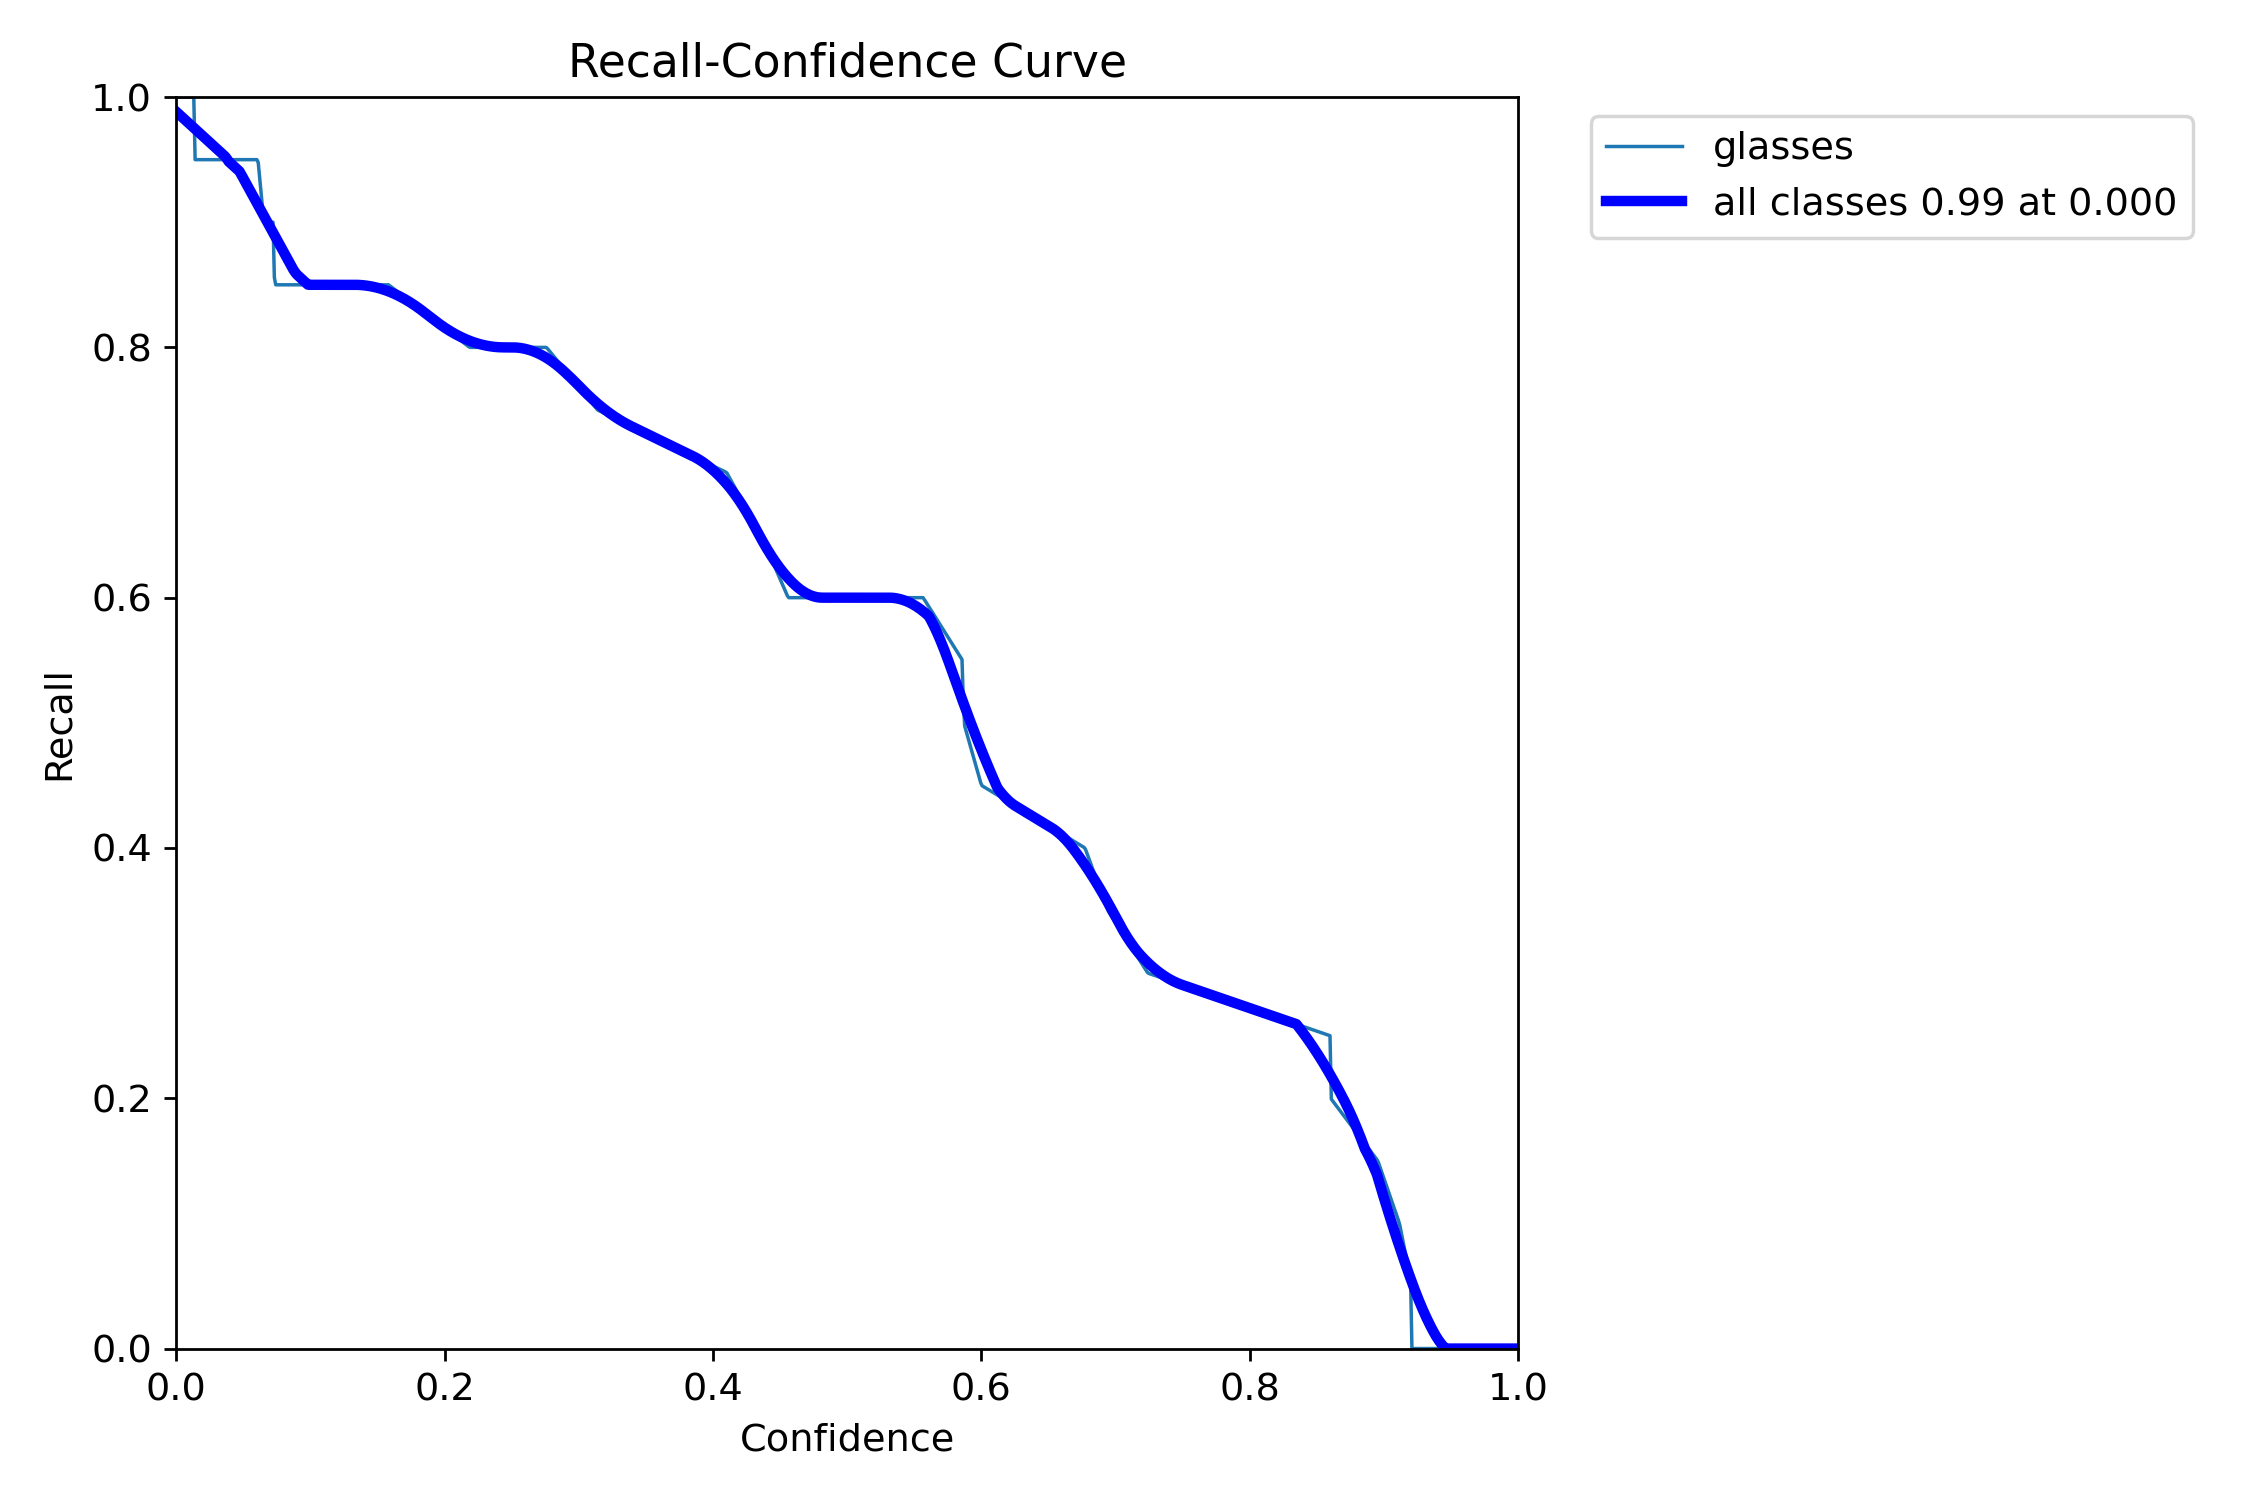 Recall-Confidence Curve
glasses
all classes 0.99 at 0.000
1.0
0.8
0.6
0.4
0.2
0.0
Recall
0.0 0.2 0.4 0.6 0.8 1.0
Confidence